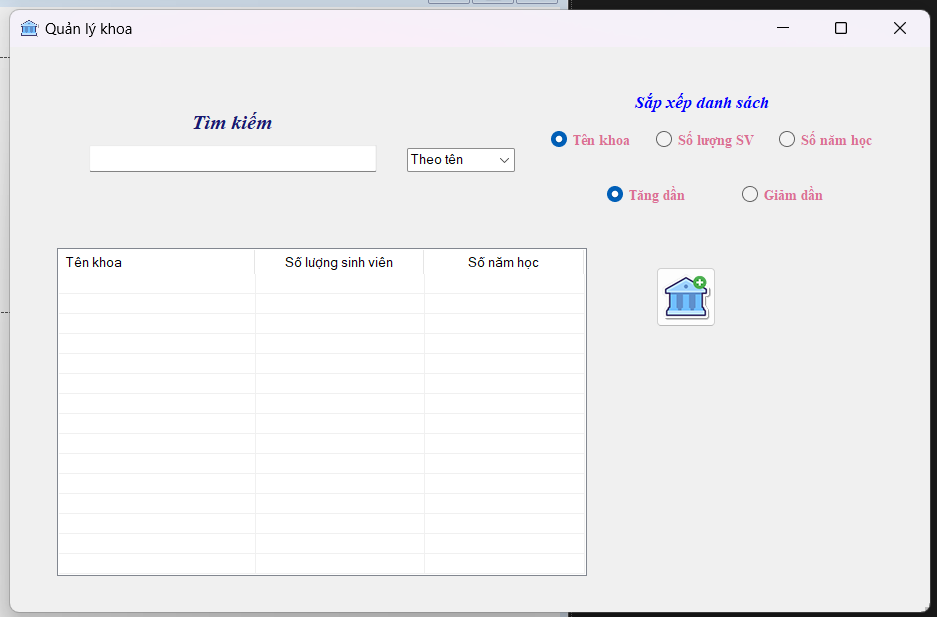 Quản lý khoa
Tìm kiếm
Theo tên
Sắp xếp danh sách
Tên khoa Số lượng SV Số năm học
Tăng dần Giảm dần
Tên khoa Số lượng sinh viên Số năm học